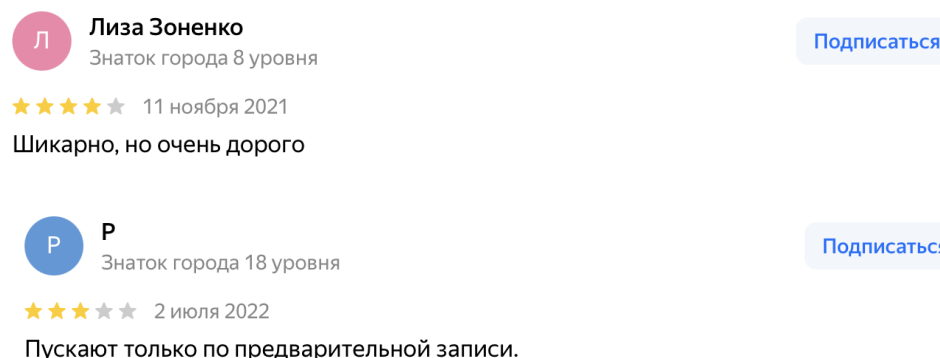 Л
Лиза Зоненко
Знаток города 8 уровня
Подписаться
11 ноября 2021
Шикарно, но очень дорого
Р
Р
Знаток города 18 уровня
Подписаться
2 июля 2022
Пускают только по предварительной записи.